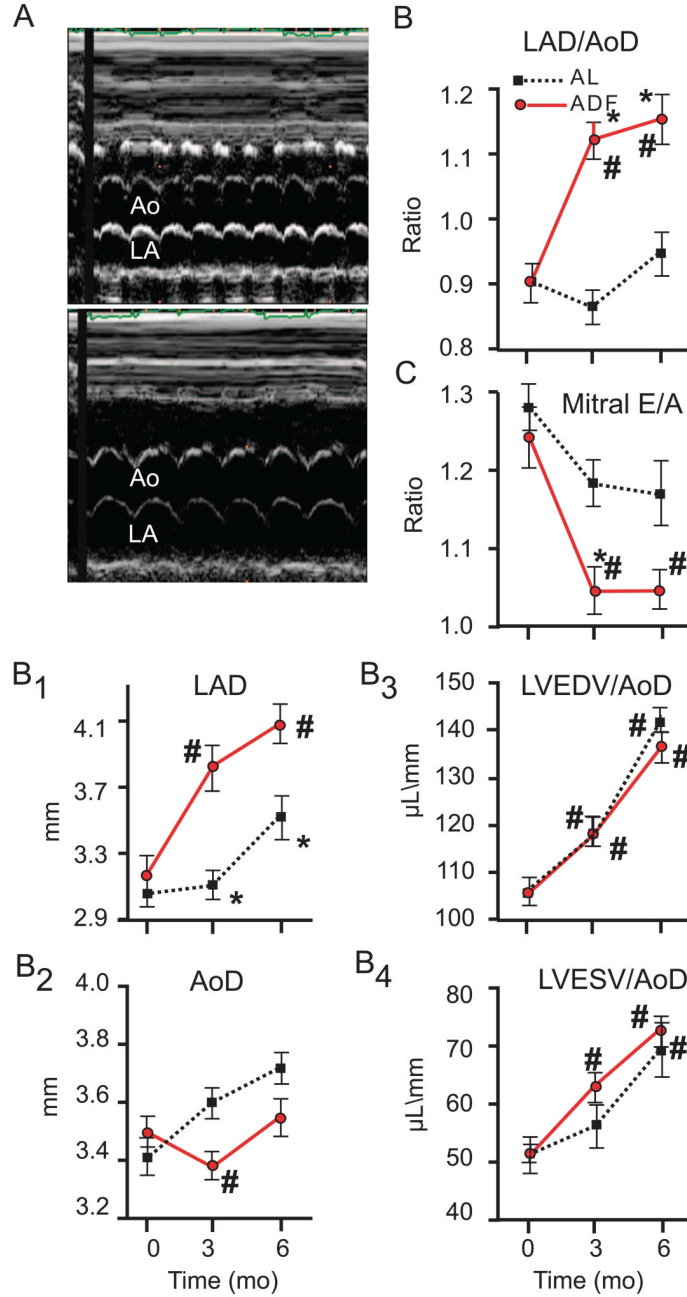 A
Ao
LA
Ao
LA
B
LAD/AoD
AL
ADF
1.2
1.1
1.0
0.9
0.8
Ratio
*
#
*
#
C
Mitral E/A
1.3
1.2
1.1
1.0
Ratio
*
#
#
B1
LAD
4.1
3.7
3.3
2.9
mm
#
#
*
*
B2
AoD
4.0
3.8
3.6
3.4
3.2
mm
#
0 3 6
Time (mo)
B3
LVEDV/AoD
150
140
130
120
110
100
µL\mm
#
#
#
#
B4
LVESV/AoD
80
70
60
50
40
µL\mm
#
#
#
0 3 6
Time (mo)